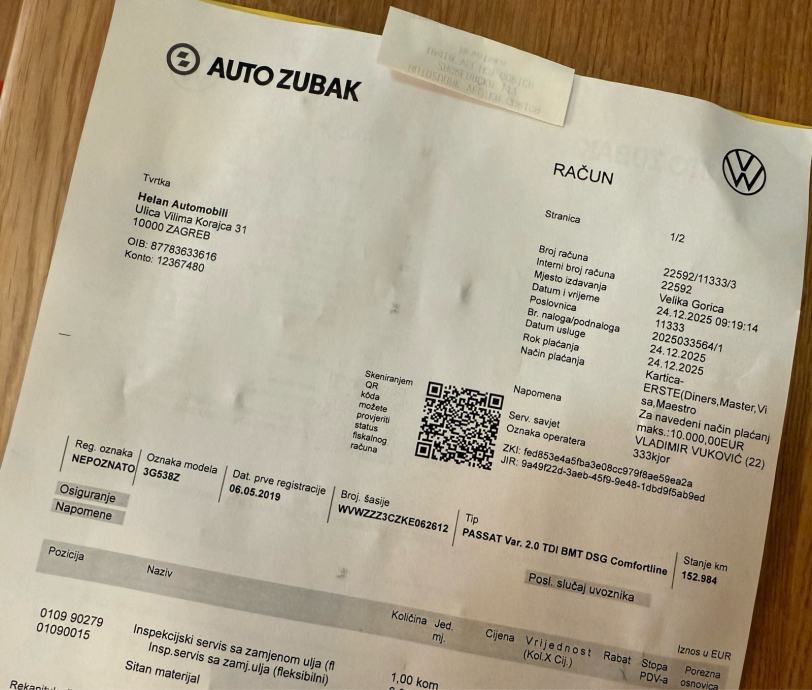 AUTO ZUBAK
RAČUN
Tvrtka
Helan Automobili
Ulica Vilima Korajca 31
10000 ZAGREB
OIB: 87783633616
Konto: 12367480
Stranica 1/2
Broj računa 22592/11333/3
Interni broj računa 22592
Mjesto izdavanja Velika Gorica
Datum i vrijeme 24.12.2025 09:19:14
Poslovnica 11333
Br. naloga/podnaloga 2025033564/1
Datum usluge 24.12.2025
Rok plaćanja 24.12.2025
Način plaćanja Kartica-
ERSTE(Diners,Master,Vi
sa,Maestro
Napomena Za navedeni način plaćanj
maks.:10.000,00EUR
Serv. savjet VLADIMIR VUKOVIĆ (22)
Oznaka operatera 333kjor
ZKI: fed853e4a5fba3e08cc979f8ae59ea2a
JIR: 9a49f22d-3aeb-45f9-9e48-1dbd9f5ab9ed
Skeniranjem
QR
kôda
možete
provjeriti
status
fiskalnog
računa
Reg. oznaka
NEPOZNATO
Oznaka modela
3G538Z
Dat. prve registracije
06.05.2019
Broj. šasije
WVWZZZ3CZKE062612
Tip
PASSAT Var. 2.0 TDI BMT DSG Comfortline
Stanje km
152.984
Osiguranje
Napomene
Posl. slučaj uvoznika
Pozicija Naziv Količina Jed. mj. Cijena Vrijednost (Kol.X Cij.) Rabat Stopa PDV-a Iznos u EUR Porezna osnovica
0109 90279 Inspekcijski servis sa zamjenom ulja (fl
01090015 Insp.servis sa zamj.ulja (fleksibilni) 1,00 kom
Sitan materijal